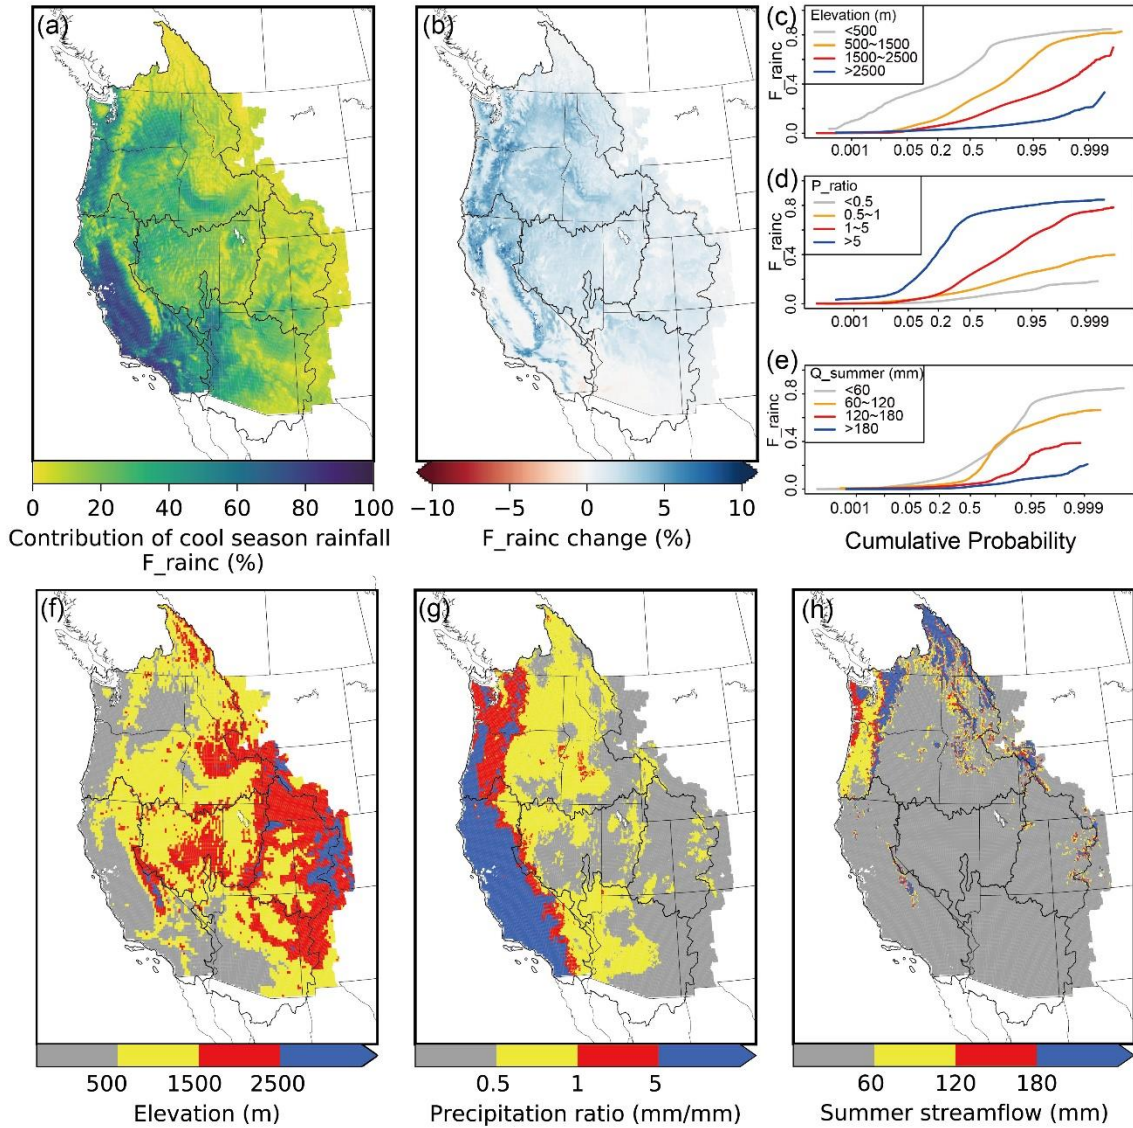 (a)
0 20 40 60 80 100
Contribution of cool season rainfall
F_rainc (%)
(b)
−10 −5 0 5 10
F_rainc change (%)
(c)
Elevation (m)
<500
500~1500
1500~2500
>2500
F_rainc
0.0 0.4 0.8
0.001 0.05 0.2 0.5 0.95 0.999
(d)
P_ratio
<0.5
0.5~1
1~5
>5
F_rainc
0.0 0.4 0.8
0.001 0.05 0.2 0.5 0.95 0.999
(e)
Q_summer (mm)
<60
60~120
120~180
>180
F_rainc
0.0 0.4 0.8
0.001 0.05 0.2 0.5 0.95 0.999
Cumulative Probability
(f)
500 1500 2500
Elevation (m)
(g)
0.5 1 5
Precipitation ratio (mm/mm)
(h)
60 120 180
Summer streamflow (mm)